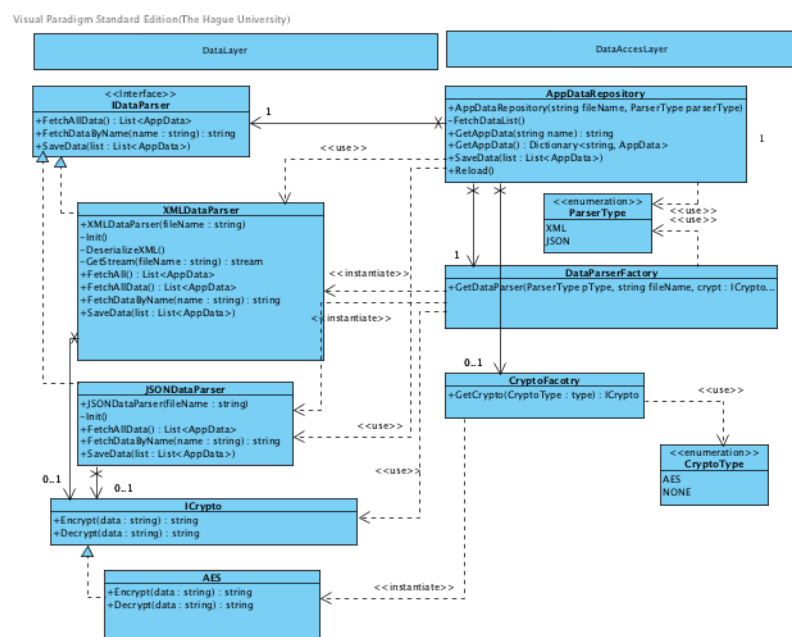 Visual Paradigm Standard Edition(The Hague University)
DataLayer
DataAccesLayer
<<Interface>>
IDataParser
+FetchAllData() : List<AppData>
+FetchDataByName(name : string) : string
+SaveData(list : List<AppData>)
1
AppDataRepository
+AppDataRepository(string fileName, ParserType parserType)
-FetchDataList()
+GetAppData(string name) : string
+GetAppData() : Dictionary<string, AppData>
+SaveData(list : List<AppData>)
+Reload()
1
<<use>>
XMLDataParser
+XMLDataParser(fileName : string)
-Init()
-DeserializeXML()
-GetStream(fileName : string) : stream
+FetchAll() : List<AppData>
+FetchAllData() : List<AppData>
+FetchDataByName(name : string) : string
+SaveData(list : List<AppData>)
<<enumeration>>
ParserType
XML
JSON
<<use>>
<<use>>
1
<<instantiate>>
<<instantiate>>
DataParserFactory
+GetDataParser(ParserType pType, string fileName, crypt : ICrypto...
0..1
JSONDataParser
+JSONDataParser(fileName : string)
-Init()
+FetchAllData() : List<AppData>
+FetchDataByName(name : string) : string
+SaveData(list : List<AppData>)
CryptoFacotry
+GetCrypto(CryptoType : type) : ICrypto
<<use>>
<<use>>
<<use>>
<<enumeration>>
CryptoType
AES
NONE
0..1
0..1
ICrypto
+Encrypt(data : string) : string
+Decrypt(data : string) : string
AES
+Encrypt(data : string) : string
+Decrypt(data : string) : string
<<instantiate>>